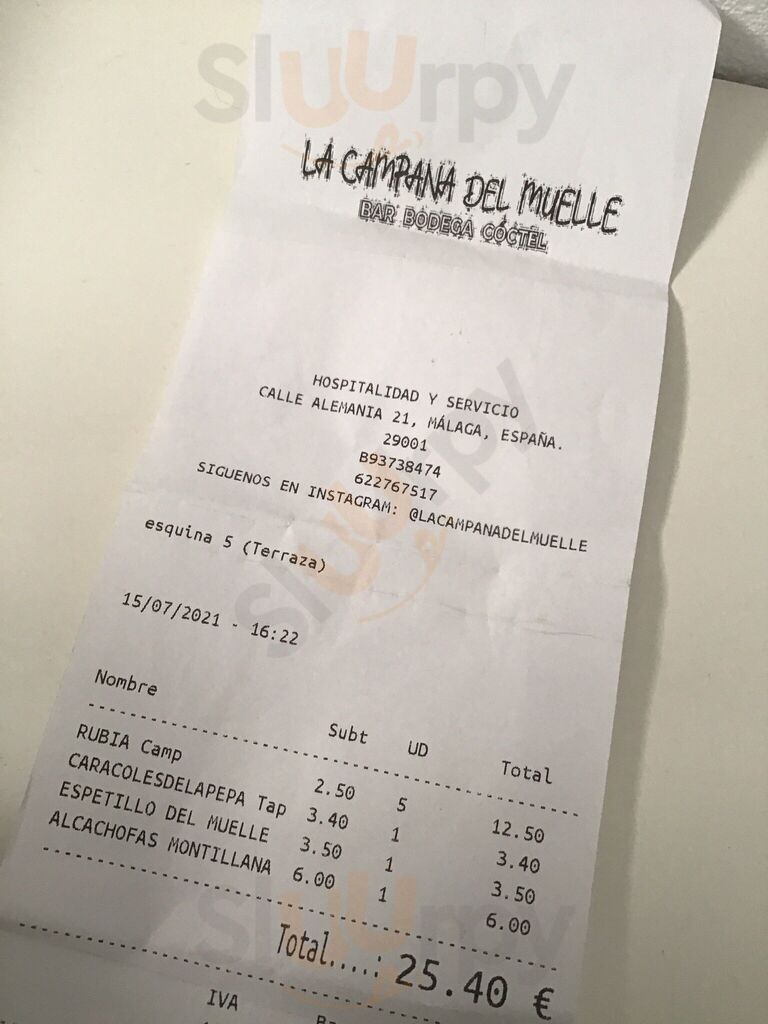 SluUrpy
LA CAMPANA DEL MUELLE
BAR BODEGA CÓCTEL
HOSPITALIDAD Y SERVICIO
CALLE ALEMANIA 21, MÁLAGA, ESPAÑA.
29001
B93738474
622767517
SIGUENOS EN INSTAGRAM: @LACAMPANADELMUELLE
SluUrpy
esquina 5 (Terraza)
15/07/2021 - 16:22
Nombre Subt UD Total
RUBIA Camp 2.50 5 12.50
CARACOLESDELAPEPA Tap 3.40 1 3.40
ESPETILLO DEL MUELLE 3.50 1 3.50
ALCACHOFAS MONTILLANA 6.00 1 6.00
SluUrpy
Total....: 25.40 €
IVA